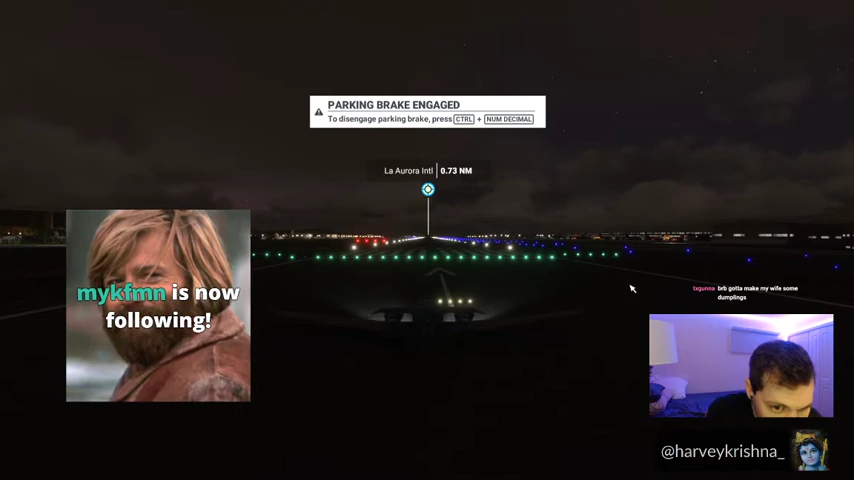 PARKING BRAKE ENGAGED
To disengage parking brake, press CTRL + NUM DECIMAL
La Aurora Intl 0.73 NM
mykfmn is now
following!
txgunna brb gotta make my wife some
dumplings
@harveykrishna_